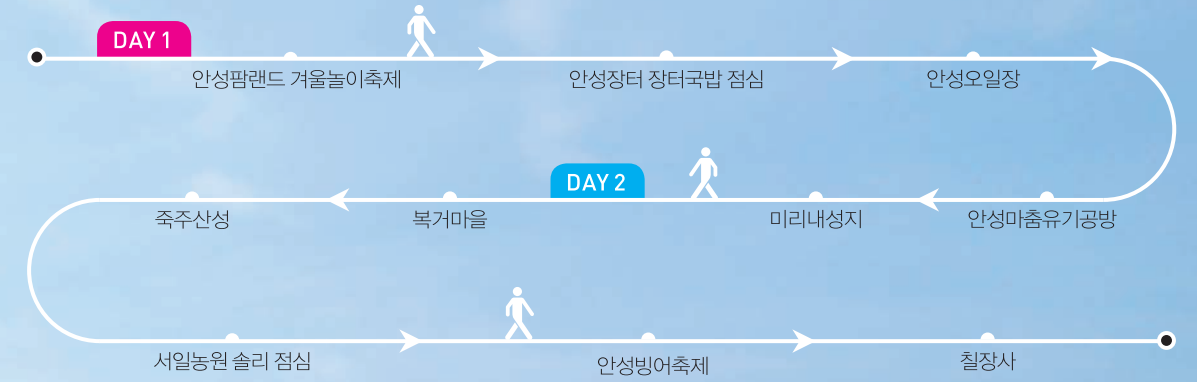 DAY 1
안성팜랜드 겨울놀이축제
안성장터 장터국밥 점심
안성오일장
안성마춤유기공방
미리내성지
DAY 2
복거마을
죽주산성
서일농원 솔리 점심
안성빙어축제
칠장사